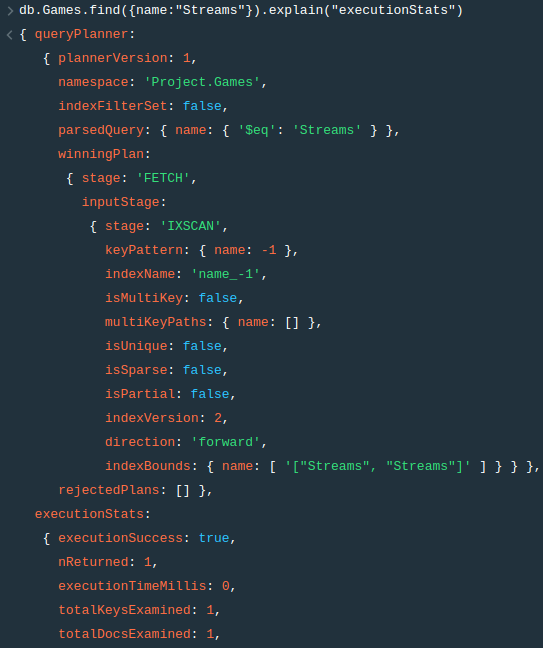 > db.Games.find({name:"Streams"}).explain("executionStats")
< { queryPlanner:
{ plannerVersion: 1,
namespace: 'Project.Games',
indexFilterSet: false,
parsedQuery: { name: { '$eq': 'Streams' } },
winningPlan:
{ stage: 'FETCH',
inputStage:
{ stage: 'IXSCAN',
keyPattern: { name: -1 },
indexName: 'name_-1',
isMultiKey: false,
multiKeyPaths: { name: [] },
isUnique: false,
isSparse: false,
isPartial: false,
indexVersion: 2,
direction: 'forward',
indexBounds: { name: [ '["Streams", "Streams"]' ] } } },
rejectedPlans: [] },
executionStats:
{ executionSuccess: true,
nReturned: 1,
executionTimeMillis: 0,
totalKeysExamined: 1,
totalDocsExamined: 1,